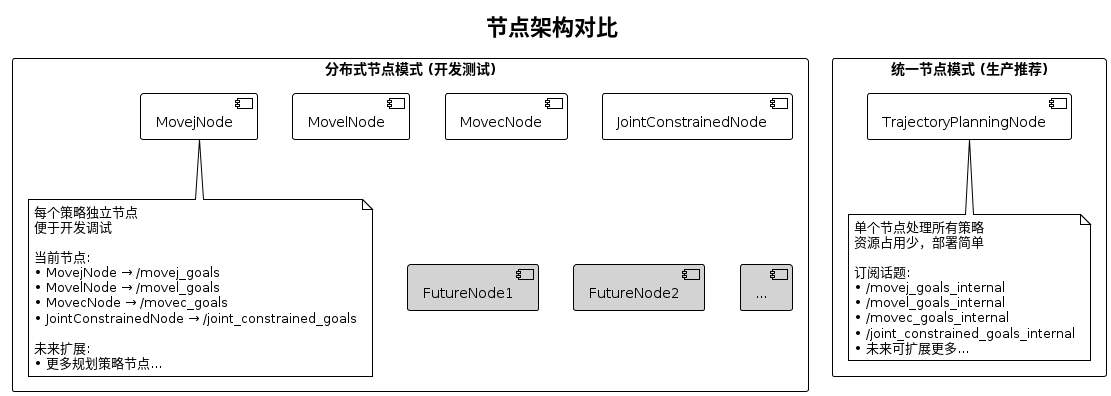 节点架构对比
分布式节点模式 (开发测试)
MovejNode
MovelNode
MovecNode
JointConstrainedNode
每个策略独立节点
便于开发调试
当前节点:
• MovejNode → /movej_goals
• MovelNode → /movel_goals
• MovecNode → /movec_goals
• JointConstrainedNode → /joint_constrained_goals
未来扩展:
• 更多规划策略节点...
FutureNode1
FutureNode2
...
统一节点模式 (生产推荐)
TrajectoryPlanningNode
单个节点处理所有策略
资源占用少，部署简单
订阅话题:
• /movej_goals_internal
• /movel_goals_internal
• /movec_goals_internal
• /joint_constrained_goals_internal
• 未来可扩展更多...